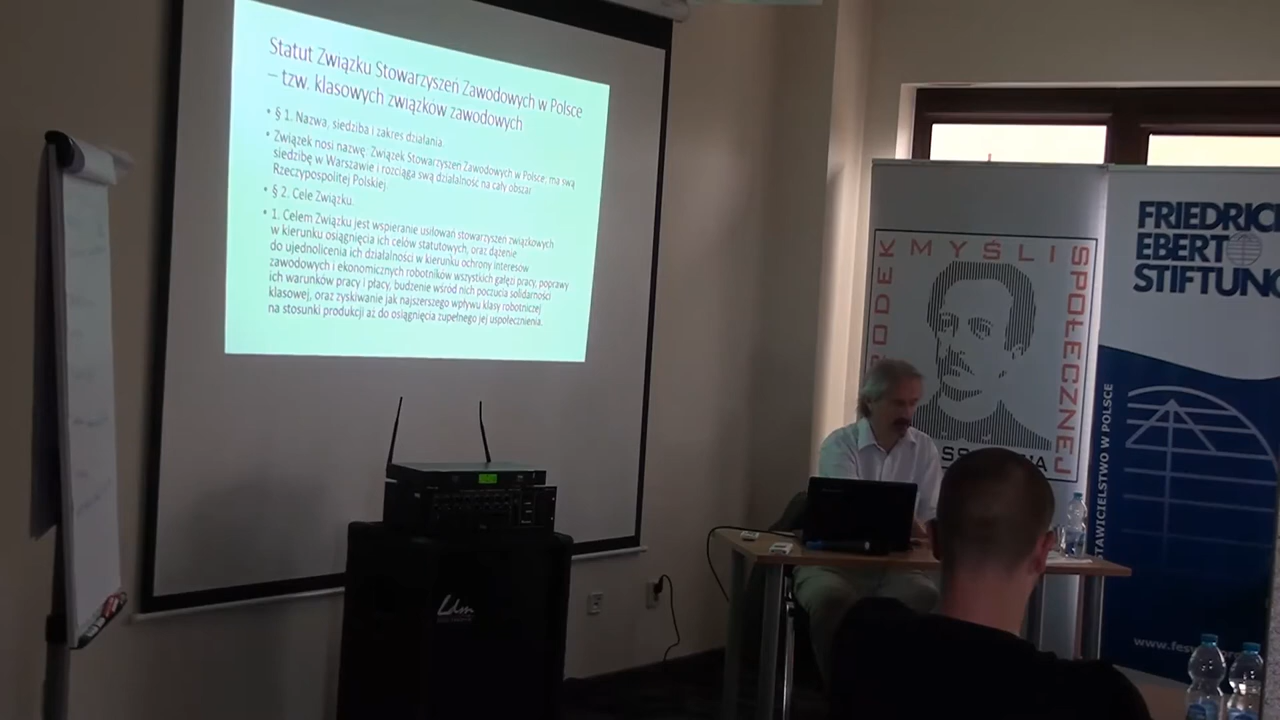 Statut Związku Stowarzyszeń Zawodowych w Polsce
– tzw. klasowych związków zawodowych
• § 1. Nazwa, siedziba i zakres działania.
• Związek nosi nazwę: Związek Stowarzyszeń Zawodowych w Polsce; ma swą
siedzibę w Warszawie i rozciąga swą działalność na cały obszar
Rzeczypospolitej Polskiej
• § 2. Cele Związku.
• 1. Celem Związku jest wspieranie usiłowań stowarzyszeń związkowych
w kierunku osiągnięcia ich celów statutowych, oraz dążenie
do ujednolicenia ich działalności w kierunku ochrony interesów
zawodowych i ekonomicznych robotników wszystkich gałęzi pracy, poprawy
ich warunków pracy i płacy, budzenie wśród nich poczucia solidarności
klasowej, oraz zyskiwanie jak najszerszego wpływu klasy robotniczej
na stosunki produkcji aż do osiągnięcia zupełnego jej uspołecznienia.
Ldm
ODEK MYŚLI SPOŁECZNEJ
FRIEDRIC
EBERT
STIFTUNG
STAWICIELSTWO W POLSCE
www.fes